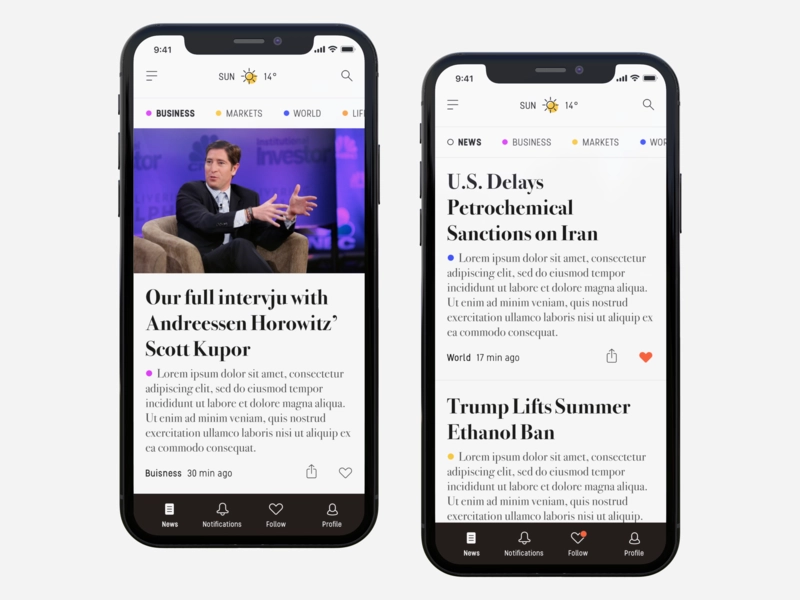 9:41
SUN 14°
BUSINESS MARKETS WORLD LIF
Institutional
Investor
Our full intervju with
Andreessen Horowitz’
Scott Kupor
Lorem ipsum dolor sit amet, consectetur
adipiscing elit, sed do eiusmod tempor
incididunt ut labore et dolore magna aliqua.
Ut enim ad minim veniam, quis nostrud
exercitation ullamco laboris nisi ut aliquip ex
ea commodo consequat.
Buisness 30 min ago
News Notifications Follow Profile
9:41
SUN 14°
NEWS BUSINESS MARKETS WOR
U.S. Delays
Petrochemical
Sanctions on Iran
Lorem ipsum dolor sit amet, consectetur
adipiscing elit, sed do eiusmod tempor
incididunt ut labore et dolore magna aliqua.
Ut enim ad minim veniam, quis nostrud
exercitation ullamco laboris nisi ut aliquip ex
ea commodo consequat.
World 17 min ago
Trump Lifts Summer
Ethanol Ban
Lorem ipsum dolor sit amet, consectetur
adipiscing elit, sed do eiusmod tempor
incididunt ut labore et dolore magna aliqua.
Ut enim ad minim veniam, quis nostrud
exercitation ullamco laboris nisi ut aliquip.
News Notifications Follow Profile